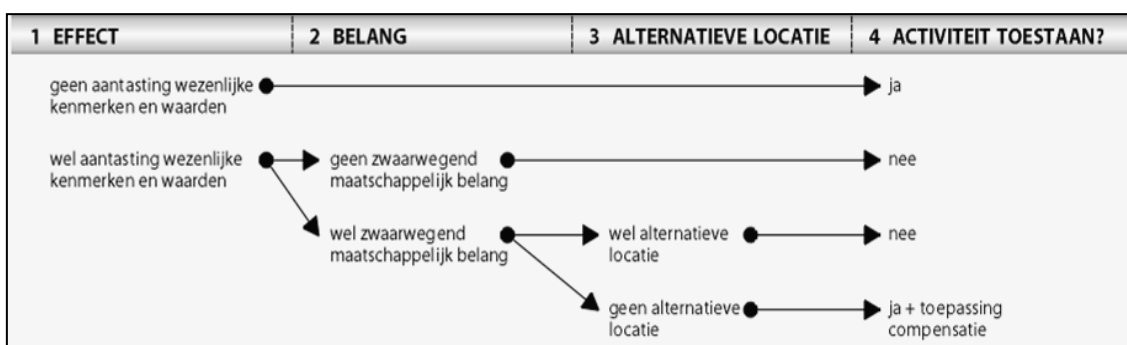 1 EFFECT
2 BELANG
3 ALTERNATIEVE LOCATIE
4 ACTIVITEIT TOESTAAN?
geen aantasting wezenlijke
kenmerken en waarden
ja
wel aantasting wezenlijke
kenmerken en waarden
geen zwaarwegend
maatschappelijk belang
nee
wel zwaarwegend
maatschappelijk belang
wel alternatieve
locatie
nee
geen alternatieve
locatie
ja + toepassing
compensatie